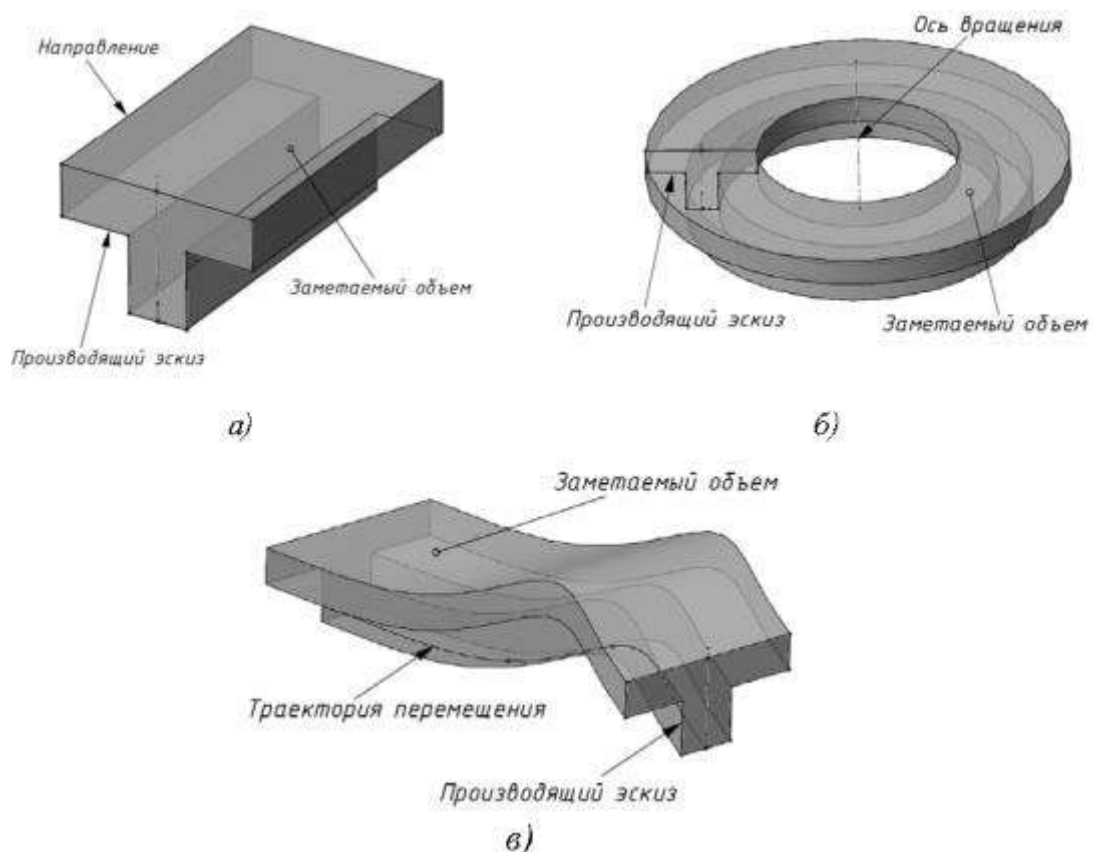 Направление
Заметаемый объем
Производящий эскиз
а)
Ось вращения
Производящий эскиз
Заметаемый объем
б)
Заметаемый объем
Траектория перемещения
Производящий эскиз
в)